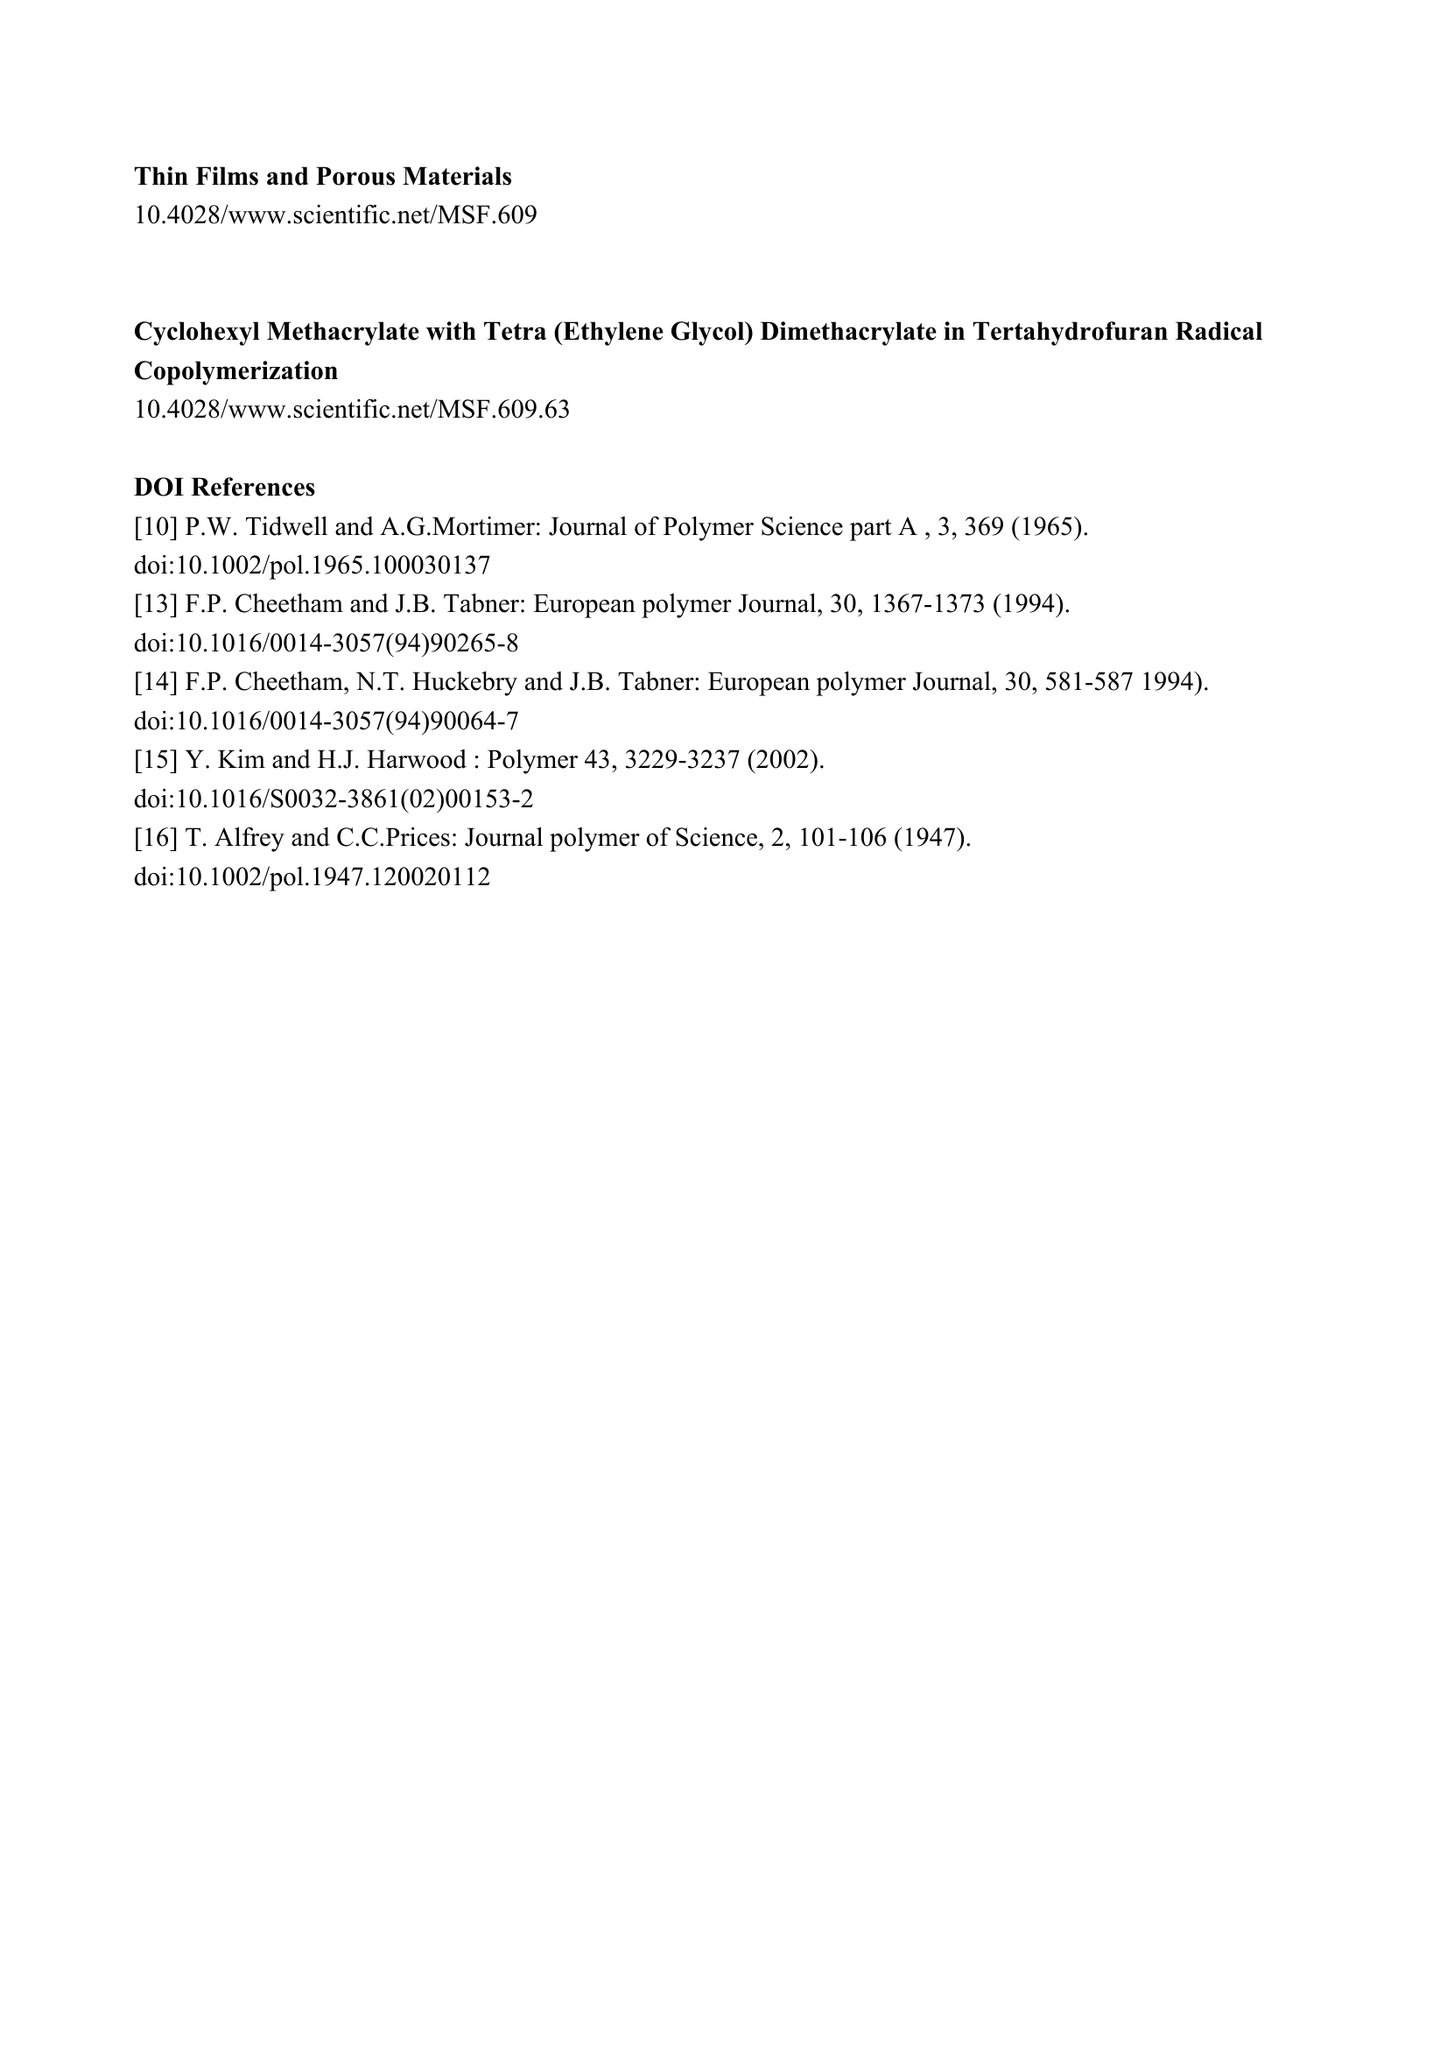 Thin Films and Porous Materials
10.4028/www.scientific.net/MSF.609
Cyclohexyl Methacrylate with Tetra (Ethylene Glycol) Dimethacrylate in Tertahydrofuran Radical
Copolymerization
10.4028/www.scientific.net/MSF.609.63
DOI References
[10] P.W. Tidwell and A.G.Mortimer: Journal of Polymer Science part A , 3, 369 (1965).
doi:10.1002/pol.1965.100030137
[13] F.P. Cheetham and J.B. Tabner: European polymer Journal, 30, 1367-1373 (1994).
doi:10.1016/0014-3057(94)90265-8
[14] F.P. Cheetham, N.T. Huckebry and J.B. Tabner: European polymer Journal, 30, 581-587 1994).
doi:10.1016/0014-3057(94)90064-7
[15] Y. Kim and H.J. Harwood : Polymer 43, 3229-3237 (2002).
doi:10.1016/S0032-3861(02)00153-2
[16] T. Alfrey and C.C.Prices: Journal polymer of Science, 2, 101-106 (1947).
doi:10.1002/pol.1947.120020112